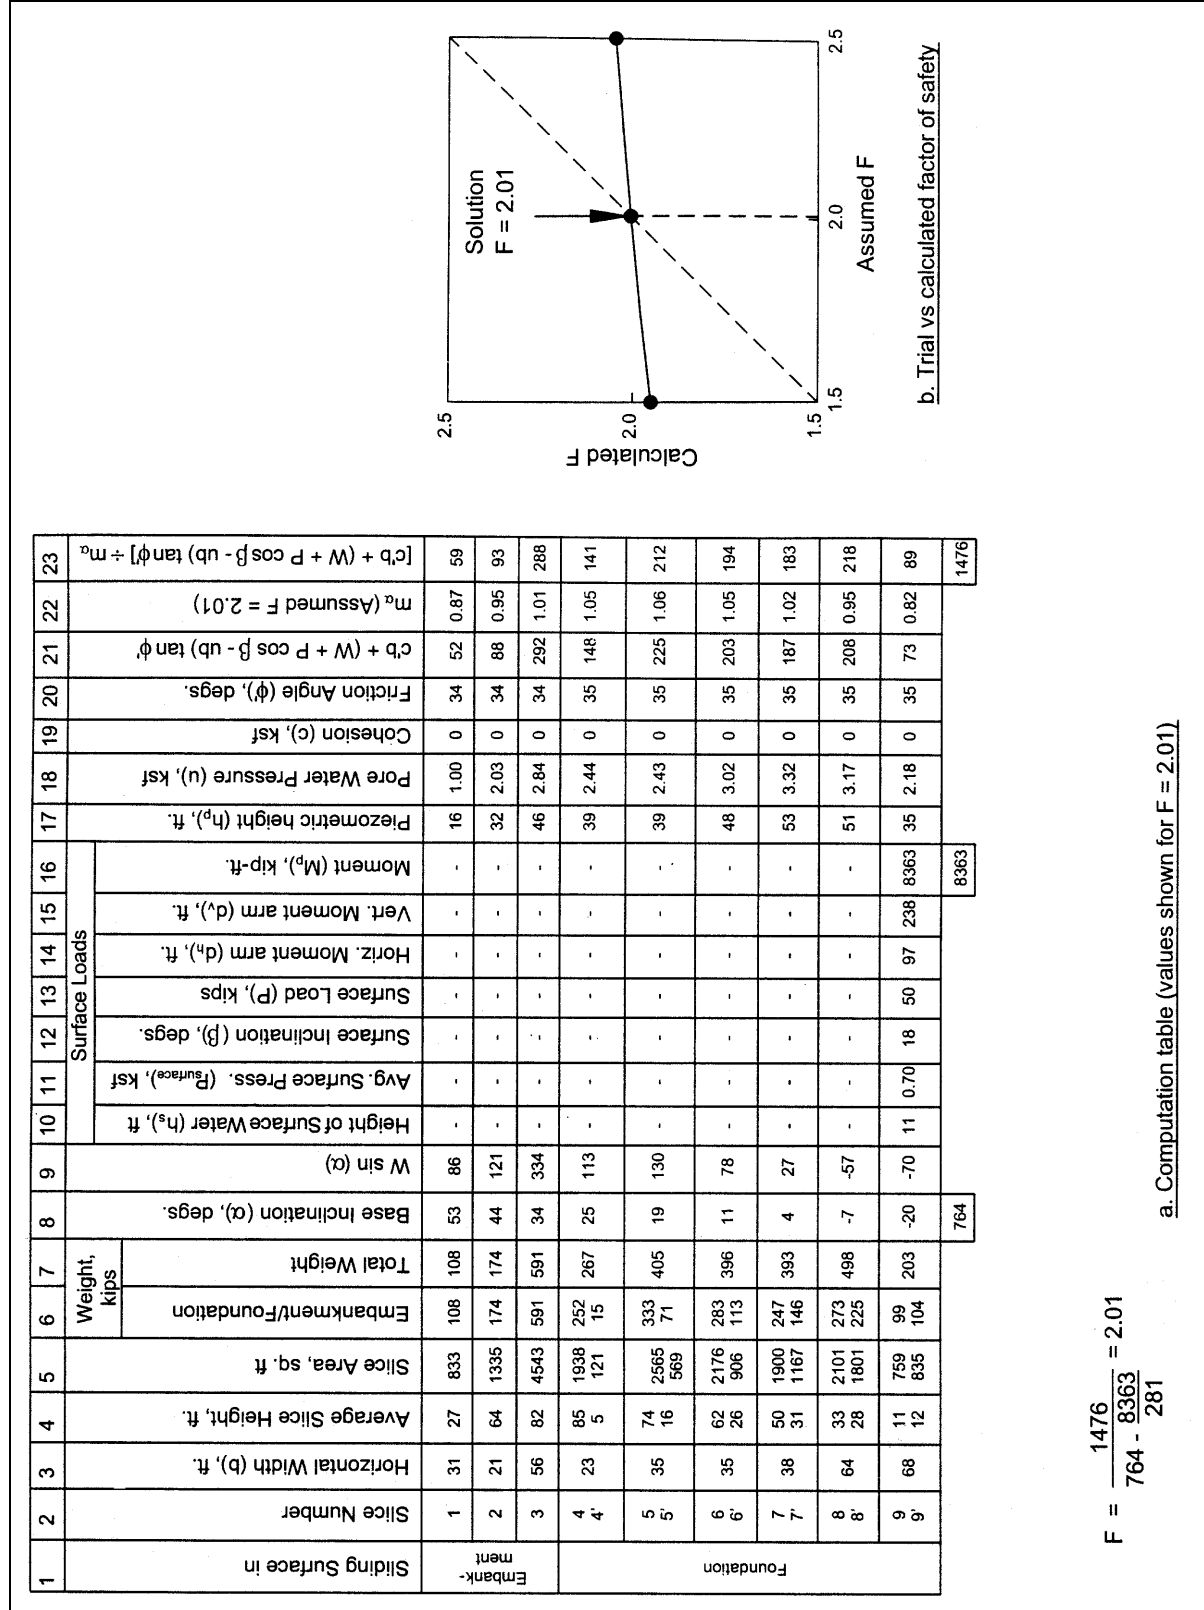 1 2 3 4 5 6 7 8 9 10 11 12 13 14 15 16 17 18 19 20 21 22 23
Weight, kips
Surface Loads
Sliding Surface in
Slice Number
Horizontal Width (b), ft.
Average Slice Height, ft.
Slice Area, sq. ft
Embankment/Foundation
Total Weight
Base Inclination (α), degs.
W sin (α)
Height of Surface Water (hs), ft
Avg. Surface Press. (Psurface), ksf
Surface Inclination (β), degs.
Surface Load (P), kips
Horiz. Moment arm (dh), ft.
Vert. Moment arm (dv), ft.
Moment (Mp), kip-ft.
Piezometric height (hp), ft.
Pore Water Pressure (u), ksf
Cohesion (c), ksf
Friction Angle (ϕ'), degs.
c'b + (W + P cos β - ub) tan ϕ'
mα (Assumed F = 2.01)
[c'b + (W + P cos β - ub) tan ϕ'] ÷ mα
Embank-
ment
1 31 27 833 108 108 53 86 - - - - - - - 16 1.00 0 34 52 0.87 59
2 21 64 1335 174 174 44 121 - - - - - - - 32 2.03 0 34 88 0.95 93
3 56 82 4543 591 591 34 334 - - - - - - - 46 2.84 0 34 292 1.01 288
Foundation
4 23 85 1938 252 267 25 113 - - - - - - - 39 2.44 0 35 148 1.05 141
4' 5 121 15
5 35 74 2565 333 405 19 130 - - - - - - - 39 2.43 0 35 225 1.06 212
5' 16 569 71
6 35 62 2176 283 396 11 78 - - - - - - - 48 3.02 0 35 203 1.05 194
6' 26 906 113
7 38 50 1900 247 393 4 27 - - - - - - - 53 3.32 0 35 187 1.02 183
7' 31 1167 146
8 64 33 2101 273 498 -7 -57 - - - - - - - 51 3.17 0 35 208 0.95 218
8' 28 1801 225
9 68 11 759 99 203 -20 -70 11 0.70 18 50 97 238 8363 35 2.18 0 35 73 0.82 89
9' 12 835 104
764 8363 1476
F = 1476
764 - 8363
281
= 2.01
a. Computation table (values shown for F = 2.01)
Calculated F
2.5
2.0
1.5
Solution
F = 2.01
1.5 2.0 2.5
Assumed F
b. Trial vs calculated factor of safety